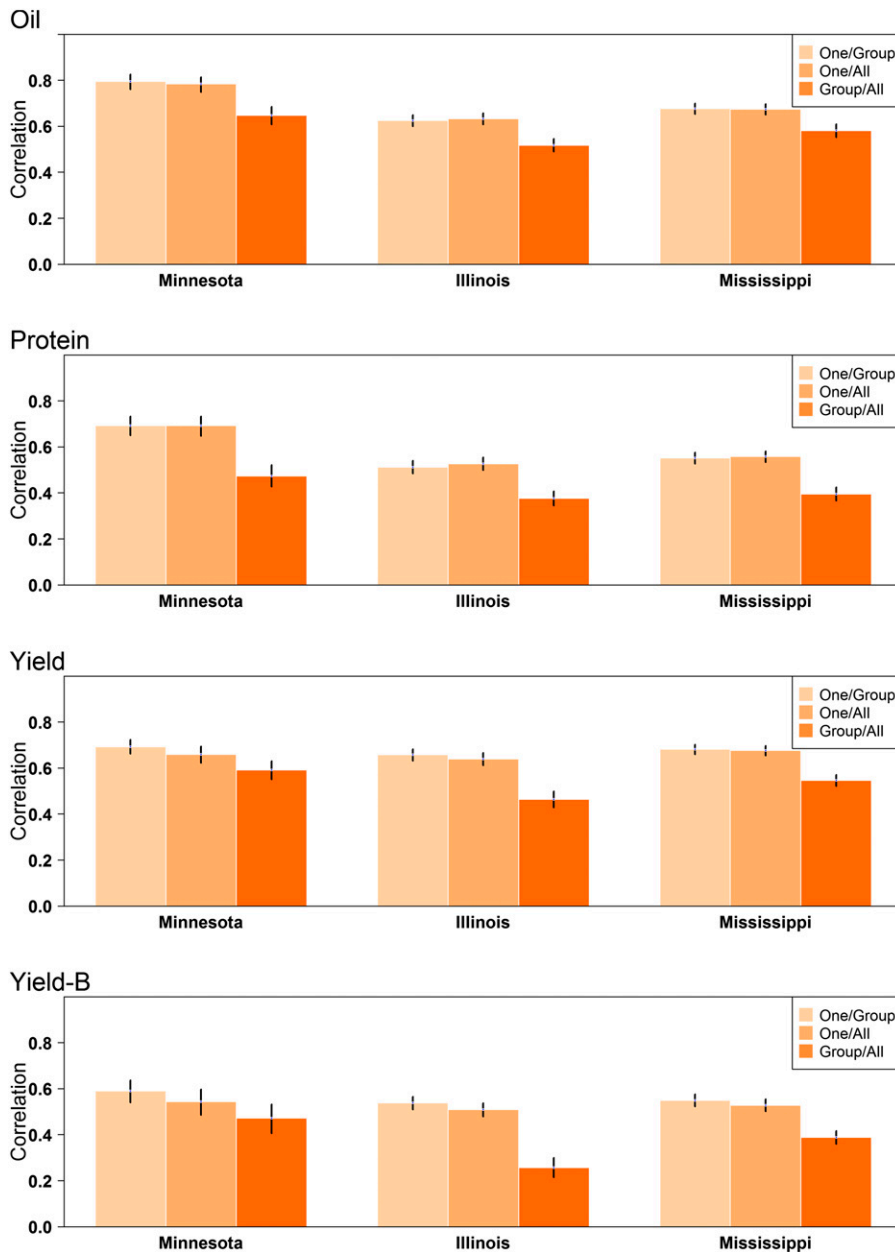 Oil
Correlation
0.8
0.6
0.4
0.2
0.0
One/Group
One/All
Group/All
Minnesota Illinois Mississippi
Protein
Correlation
0.8
0.6
0.4
0.2
0.0
One/Group
One/All
Group/All
Minnesota Illinois Mississippi
Yield
Correlation
0.8
0.6
0.4
0.2
0.0
One/Group
One/All
Group/All
Minnesota Illinois Mississippi
Yield-B
Correlation
0.8
0.6
0.4
0.2
0.0
One/Group
One/All
Group/All
Minnesota Illinois Mississippi